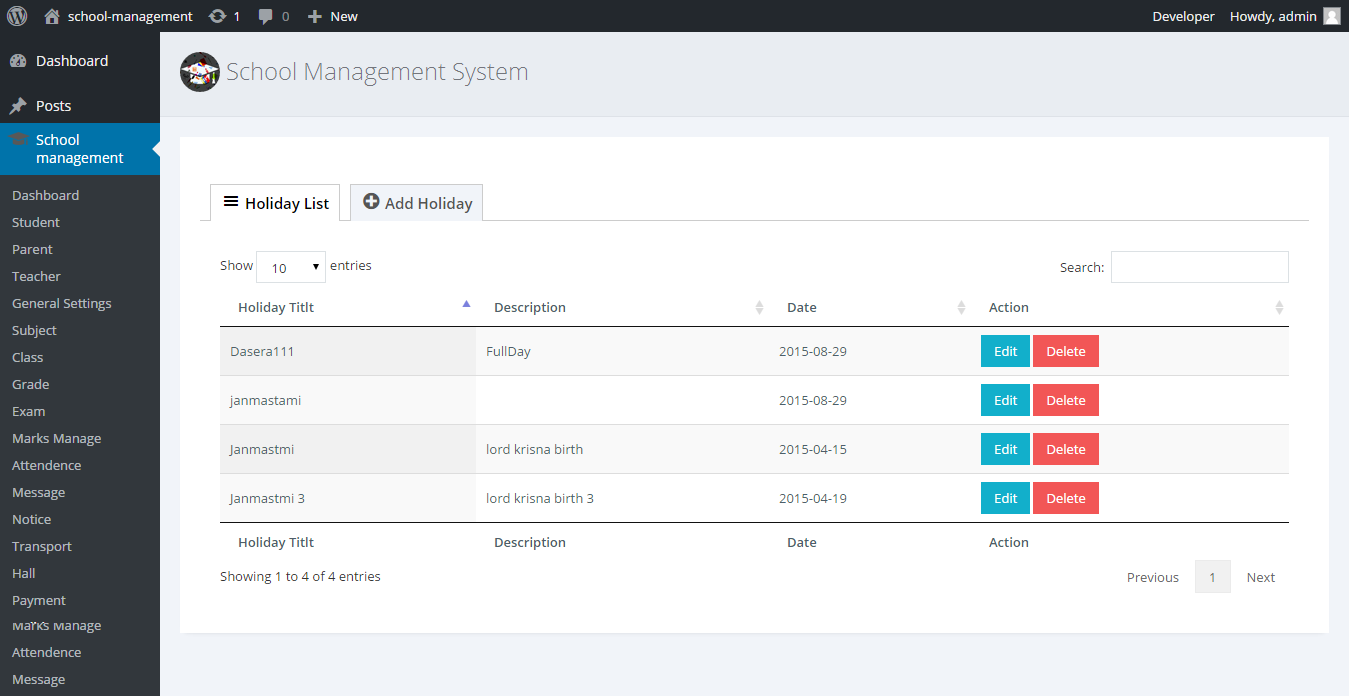 school-management 1 0 New Developer Howdy, admin
Dashboard
Posts
School
management
Dashboard
Student
Parent
Teacher
General Settings
Subject
Class
Grade
Exam
Marks Manage
Attendence
Message
Notice
Transport
Hall
Payment
Marks Manage
Attendence
Message
School Management System
Holiday List Add Holiday
Show 10 entries Search:
Holiday Titlt Description Date Action
Dasera111 FullDay 2015-08-29 Edit Delete
janmastami 2015-08-29 Edit Delete
Janmastmi lord krisna birth 2015-04-15 Edit Delete
Janmastmi 3 lord krisna birth 3 2015-04-19 Edit Delete
Holiday Titlt Description Date Action
Showing 1 to 4 of 4 entries Previous 1 Next